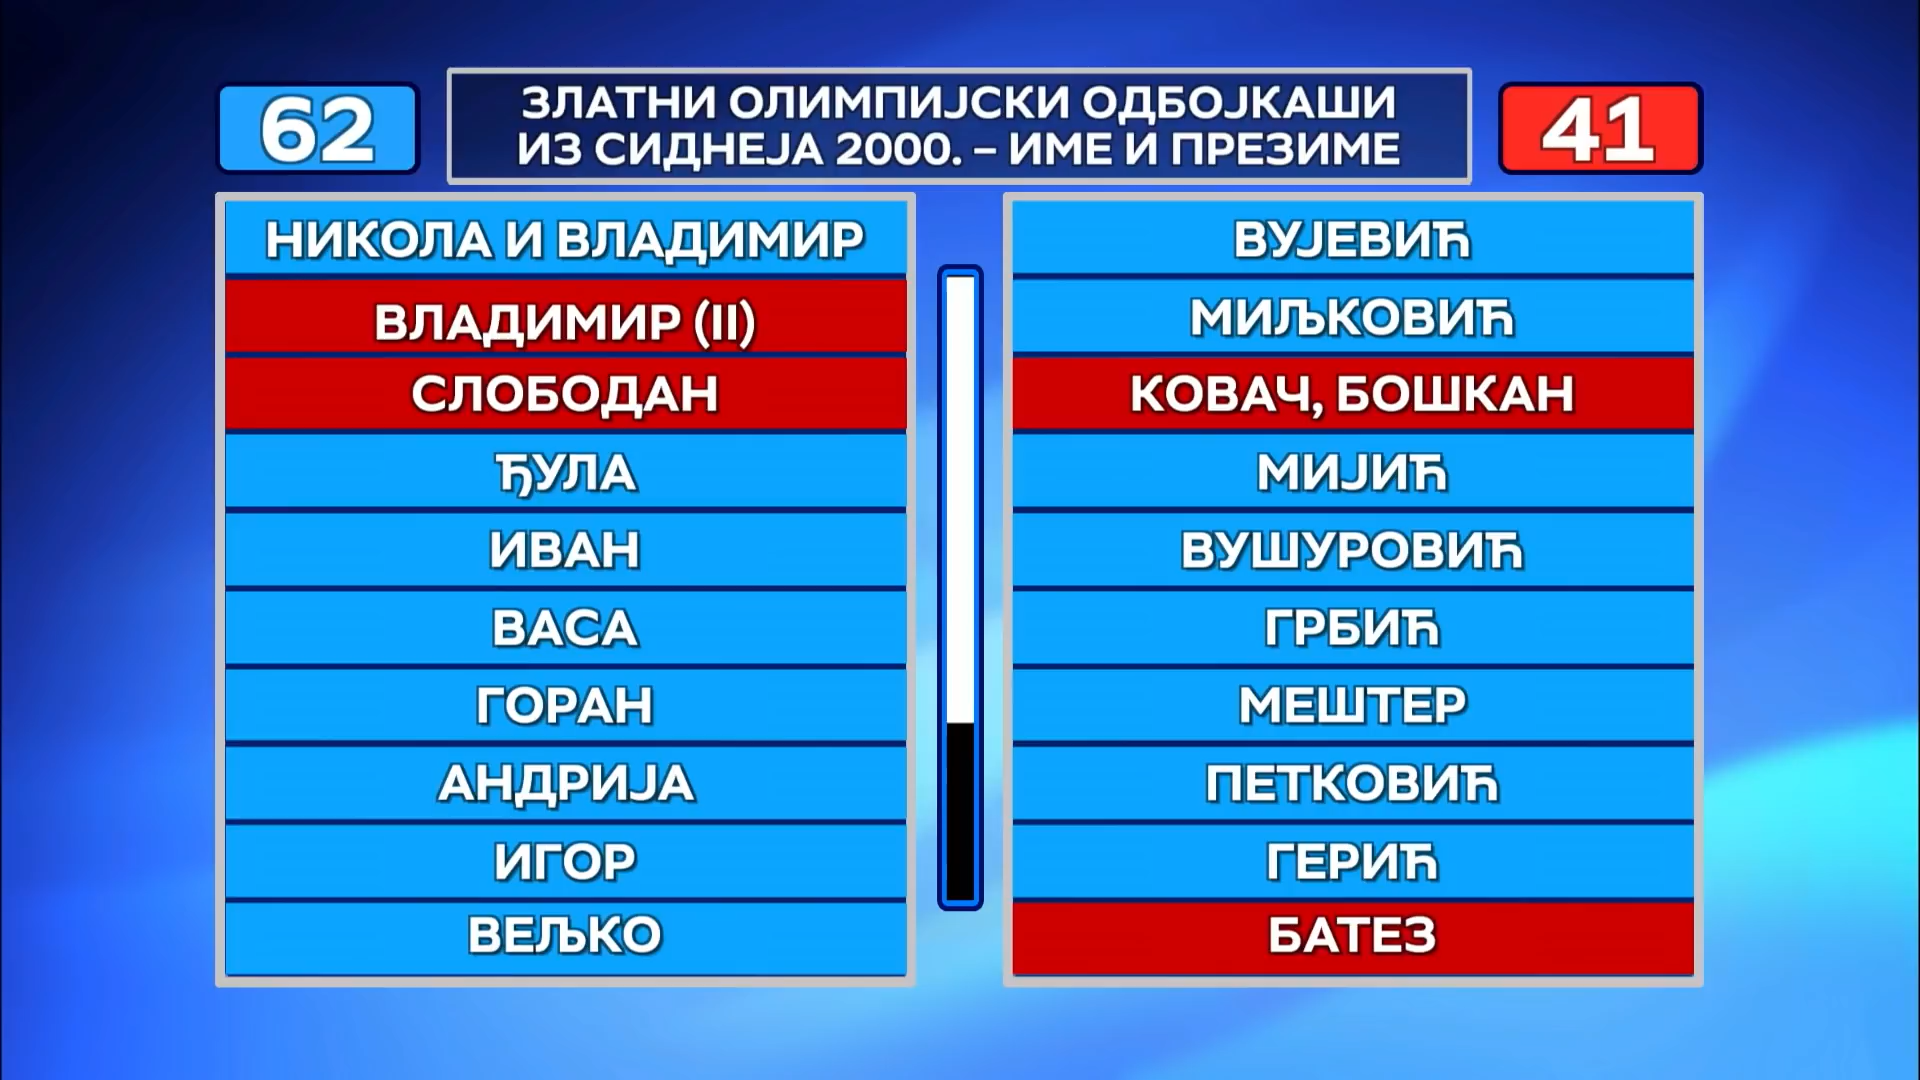 62
ЗЛАТНИ ОЛИМПИЈСКИ ОДБОЈКАШИ
ИЗ СИДНЕЈА 2000. – ИМЕ И ПРЕЗИМЕ
41
НИКОЛА И ВЛАДИМИР
ВУЈЕВИЋ
ВЛАДИМИР (II)
МИЉКОВИЋ
СЛОБОДАН
КОВАЧ, БОШКАН
ЂУЛА
МИЈИЋ
ИВАН
ВУШУРОВИЋ
ВАСА
ГРБИЋ
ГОРАН
МЕШТЕР
АНДРИЈА
ПЕТКОВИЋ
ИГОР
ГЕРИЋ
ВЕЉКО
БАТЕЗ